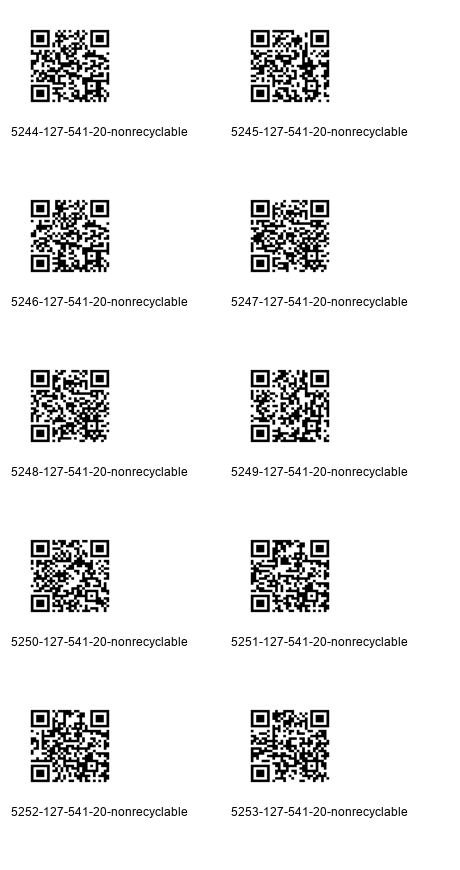 5244-127-541-20-nonrecyclable
5245-127-541-20-nonrecyclable
5246-127-541-20-nonrecyclable
5247-127-541-20-nonrecyclable
5248-127-541-20-nonrecyclable
5249-127-541-20-nonrecyclable
5250-127-541-20-nonrecyclable
5251-127-541-20-nonrecyclable
5252-127-541-20-nonrecyclable
5253-127-541-20-nonrecyclable